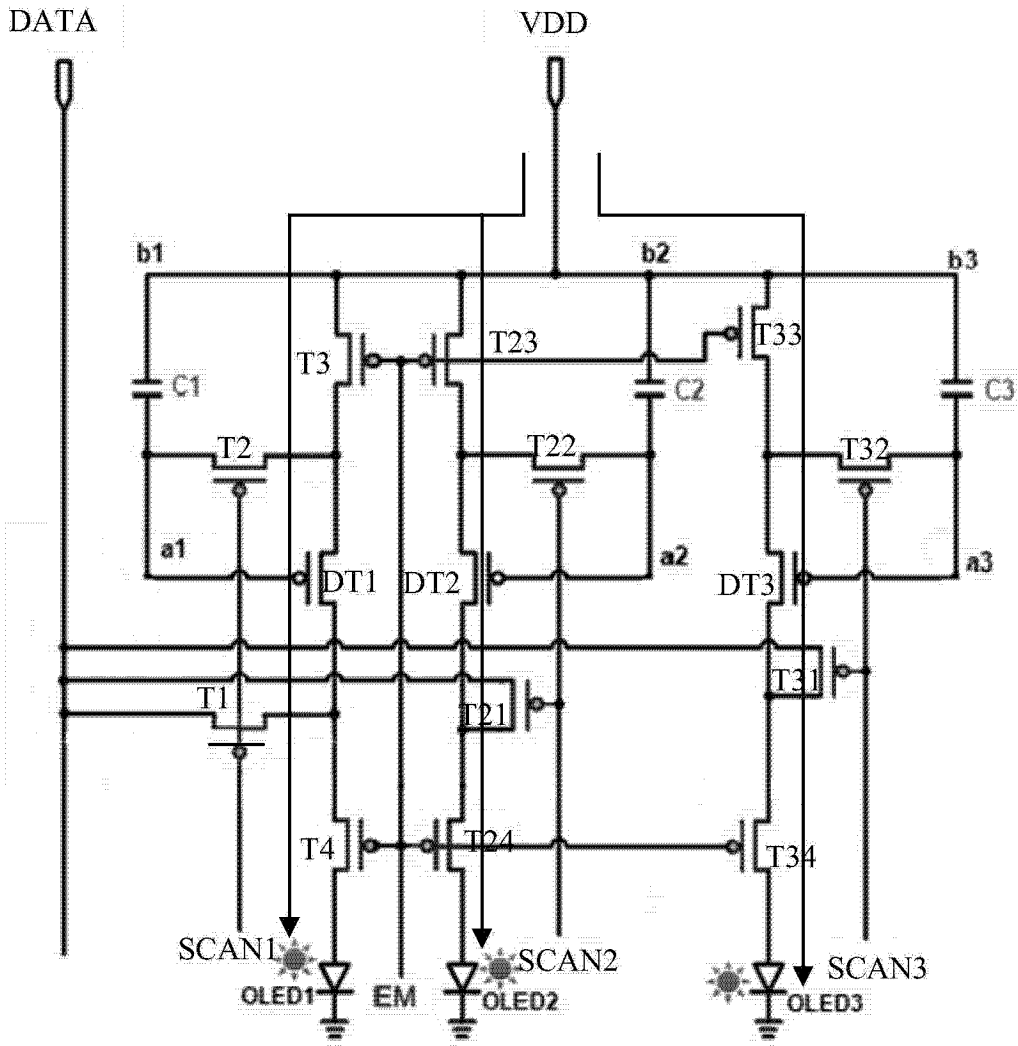 DATA VDD
b1 b2 b3
T3 T23 T33
C1 C2 C3
T2 T22 T32
a1 a2 a3
DT1 DT2 DT3
T1 T21 T31
T4 T24 T34
SCAN1 SCAN2 SCAN3
OLED1 EM OLED2 OLED3